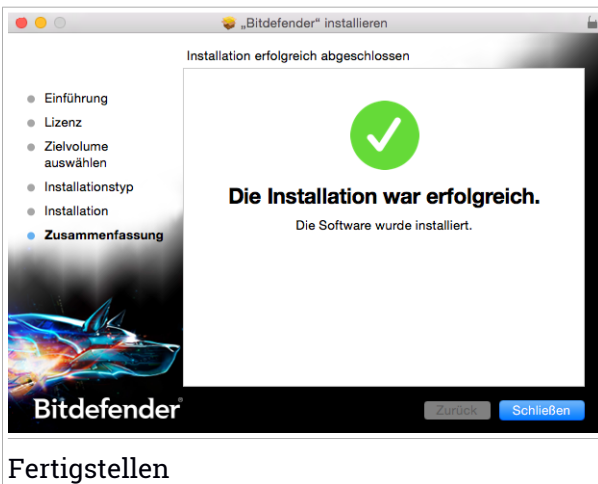 „Bitdefender“ installieren
Installation erfolgreich abgeschlossen
Einführung
Lizenz
Zielvolume
auswählen
Installationstyp
Installation
Zusammenfassung
Die Installation war erfolgreich.
Die Software wurde installiert.
Bitdefender®
Zurück
Schließen
Fertigstellen